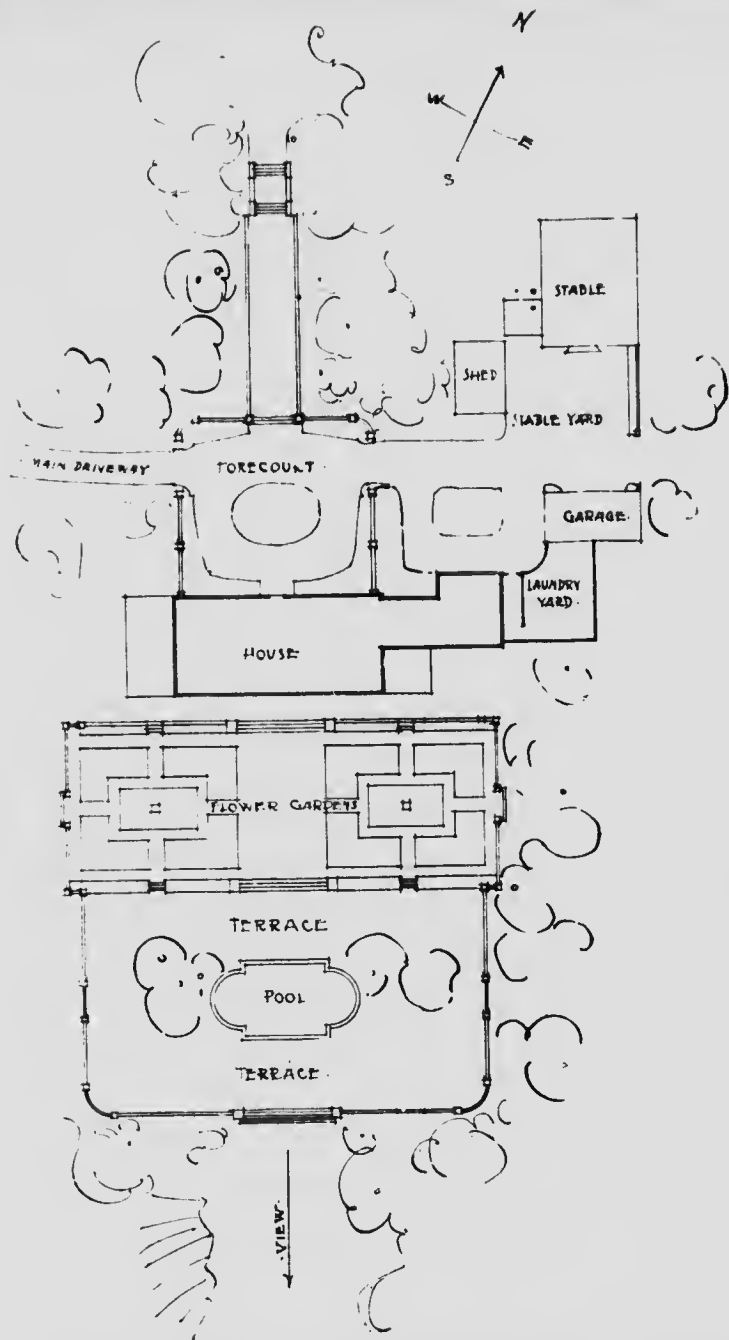 N
W
E
S
STABLE
SHED
STABLE YARD
MAIN DRIVEWAY
FORECOURT
GARAGE.
LAUNDRY
YARD.
HOUSE
FLOWER GARDENS
TERRACE
POOL
TERRACE.
VIEW.